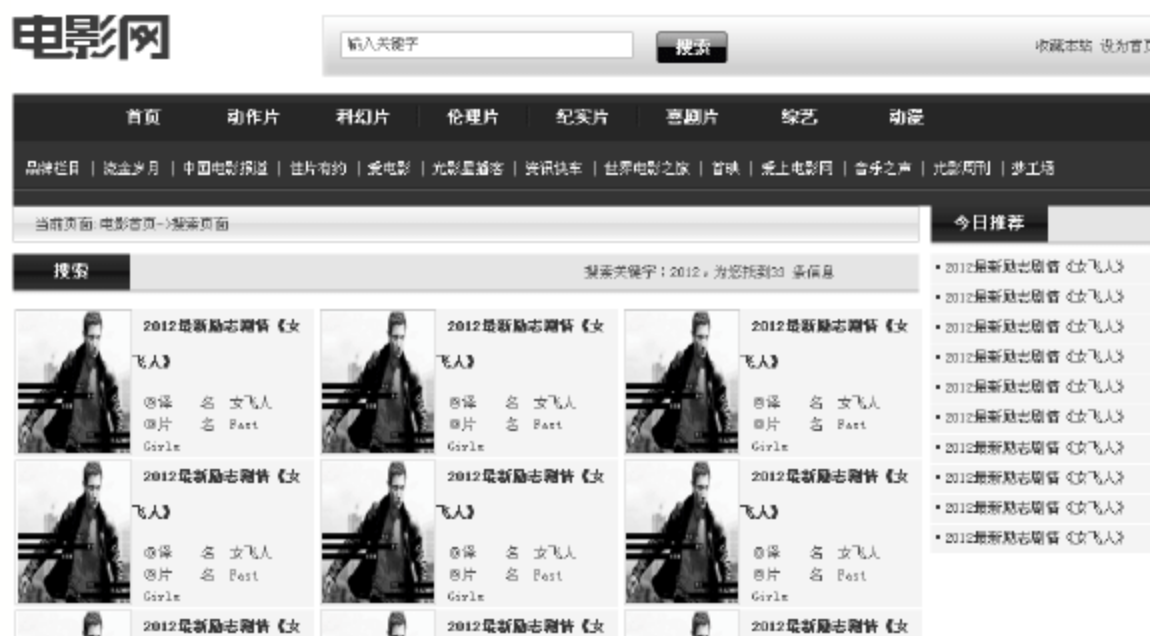 电影网
输入关键字
搜索
收藏本站 设为首页
首页 动作片 科幻片 伦理片 纪实片 喜剧片 综艺 动漫
品牌栏目 | 流金岁月 | 中国电影报道 | 佳片有约 | 爱电影 | 光影星播客 | 资讯快车 | 世界电影之旅 | 首映 | 爱上电影网 | 音乐之声 | 光影周刊 | 梦工场
当前页面:电影首页->搜索页面
搜索
搜索关键字：2012，为您找到33 条信息
2012最新励志剧情《女
飞人》
◎译 名 女飞人
◎片 名 Fast
Girls
2012最新励志剧情《女
飞人》
◎译 名 女飞人
◎片 名 Fast
Girls
2012最新励志剧情《女
飞人》
◎译 名 女飞人
◎片 名 Fast
Girls
2012最新励志剧情《女
飞人》
◎译 名 女飞人
◎片 名 Fast
Girls
2012最新励志剧情《女
飞人》
◎译 名 女飞人
◎片 名 Fast
Girls
2012最新励志剧情《女
飞人》
◎译 名 女飞人
◎片 名 Fast
Girls
2012最新励志剧情《女
2012最新励志剧情《女
2012最新励志剧情《女
今日推荐
• 2012最新励志剧情《女飞人》
• 2012最新励志剧情《女飞人》
• 2012最新励志剧情《女飞人》
• 2012最新励志剧情《女飞人》
• 2012最新励志剧情《女飞人》
• 2012最新励志剧情《女飞人》
• 2012最新励志剧情《女飞人》
• 2012最新励志剧情《女飞人》
• 2012最新励志剧情《女飞人》
• 2012最新励志剧情《女飞人》